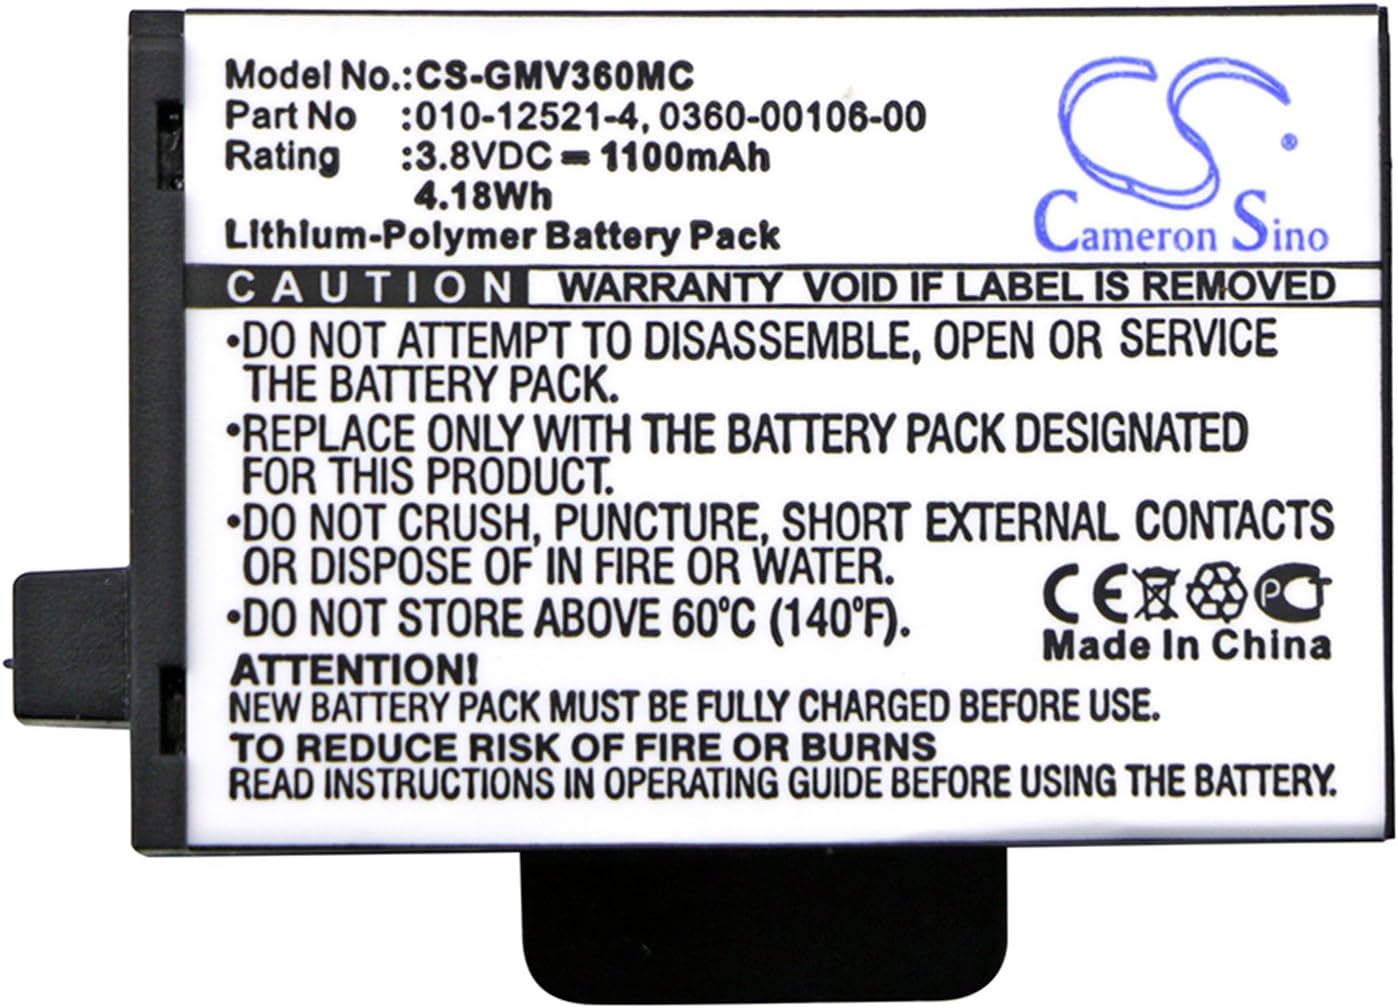 Model No.:CS-GMV360MC
Part No :010-12521-4, 0360-00106-00
Rating :3.8VDC = 1100mAh
4.18Wh
Lithium-Polymer Battery Pack
CS ®
Cameron Sino
CAUTION WARRANTY VOID IF LABEL IS REMOVED
•DO NOT ATTEMPT TO DISASSEMBLE, OPEN OR SERVICE
THE BATTERY PACK.
•REPLACE ONLY WITH THE BATTERY PACK DESIGNATED
FOR THIS PRODUCT.
•DO NOT CRUSH, PUNCTURE, SHORT EXTERNAL CONTACTS
OR DISPOSE OF IN FIRE OR WATER.
•DO NOT STORE ABOVE 60°C (140°F).
CE PCT
Made In China
ATTENTION!
NEW BATTERY PACK MUST BE FULLY CHARGED BEFORE USE.
TO REDUCE RISK OF FIRE OR BURNS
READ INSTRUCTIONS IN OPERATING GUIDE BEFORE USING THE BATTERY.